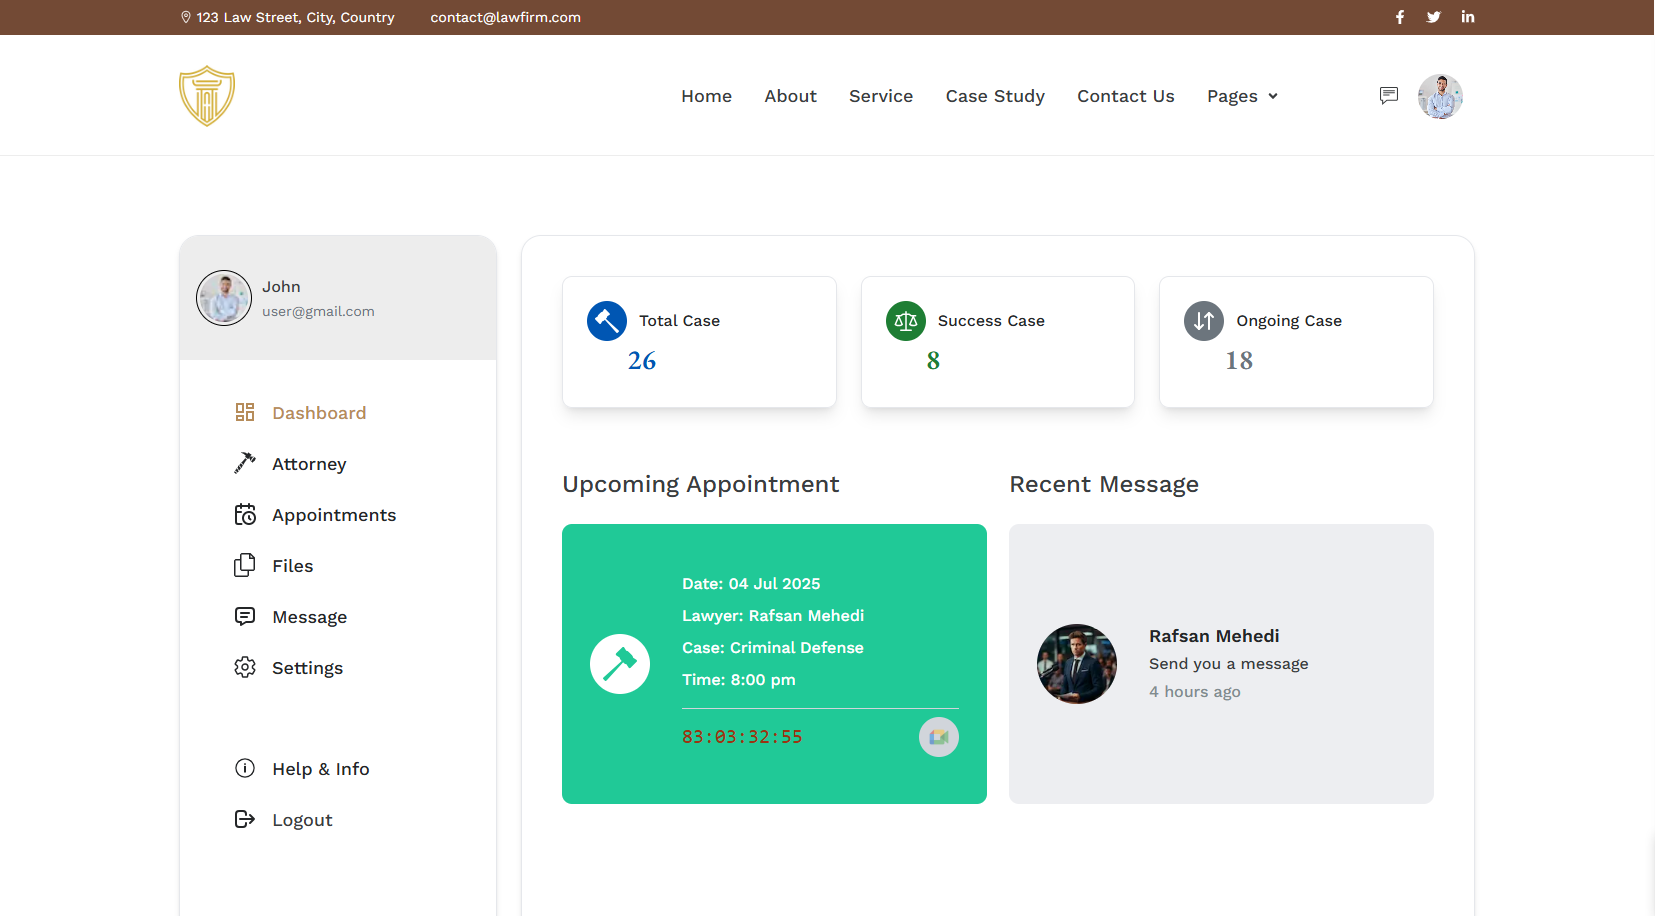 123 Law Street, City, Country contact@lawfirm.com
Home About Service Case Study Contact Us Pages
John
user@gmail.com
Dashboard
Attorney
Appointments
Files
Message
Settings
Help & Info
Logout
Total Case
26
Success Case
8
Ongoing Case
18
Upcoming Appointment
Date: 04 Jul 2025
Lawyer: Rafsan Mehedi
Case: Criminal Defense
Time: 8:00 pm
83:03:32:55
Recent Message
Rafsan Mehedi
Send you a message
4 hours ago